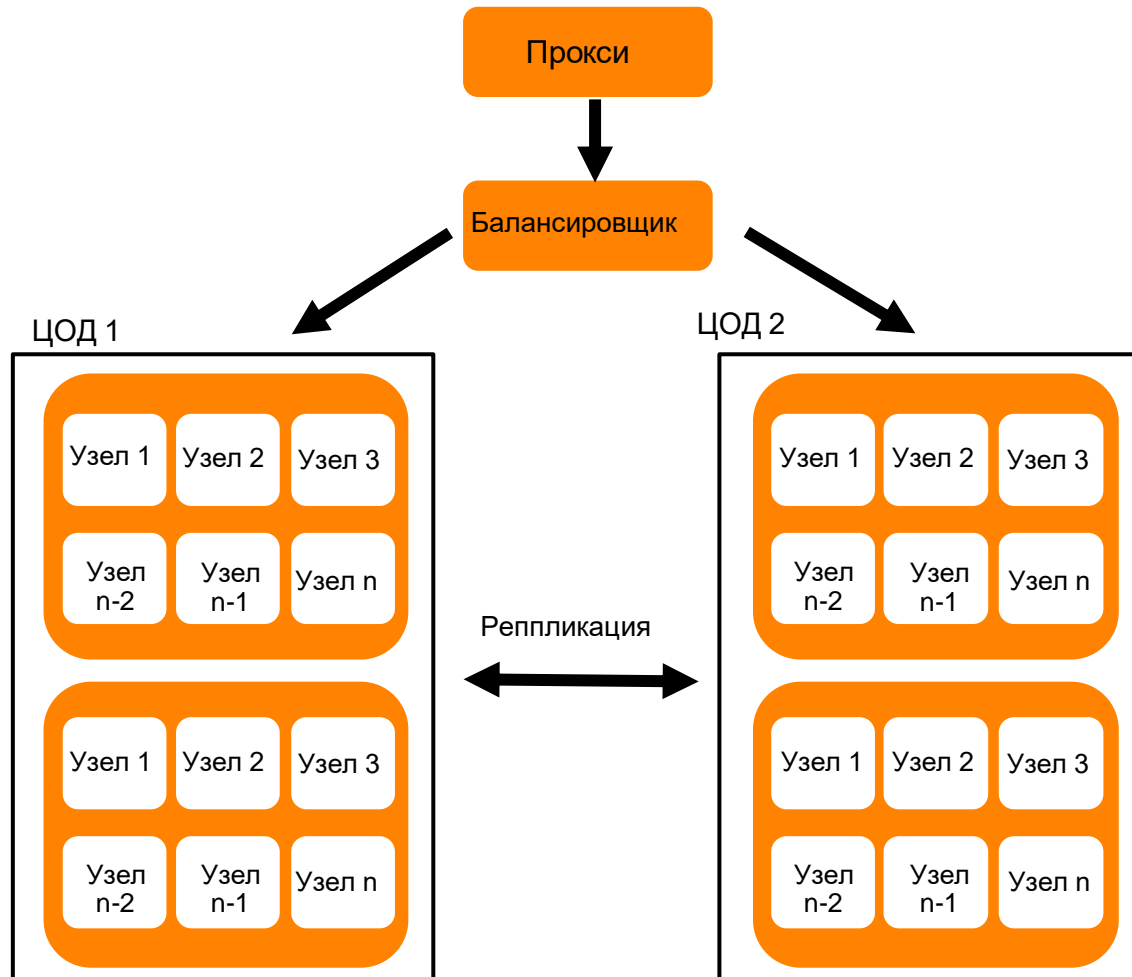 Прокси
Балансировщик
ЦОД 1
ЦОД 2
Узел 1 Узел 2 Узел 3
Узел
n-2
Узел
n-1
Узел n
Узел 1 Узел 2 Узел 3
Узел
n-2
Узел
n-1
Узел n
Реппликация
Узел 1 Узел 2 Узел 3
Узел
n-2
Узел
n-1
Узел n
Узел 1 Узел 2 Узел 3
Узел
n-2
Узел
n-1
Узел n